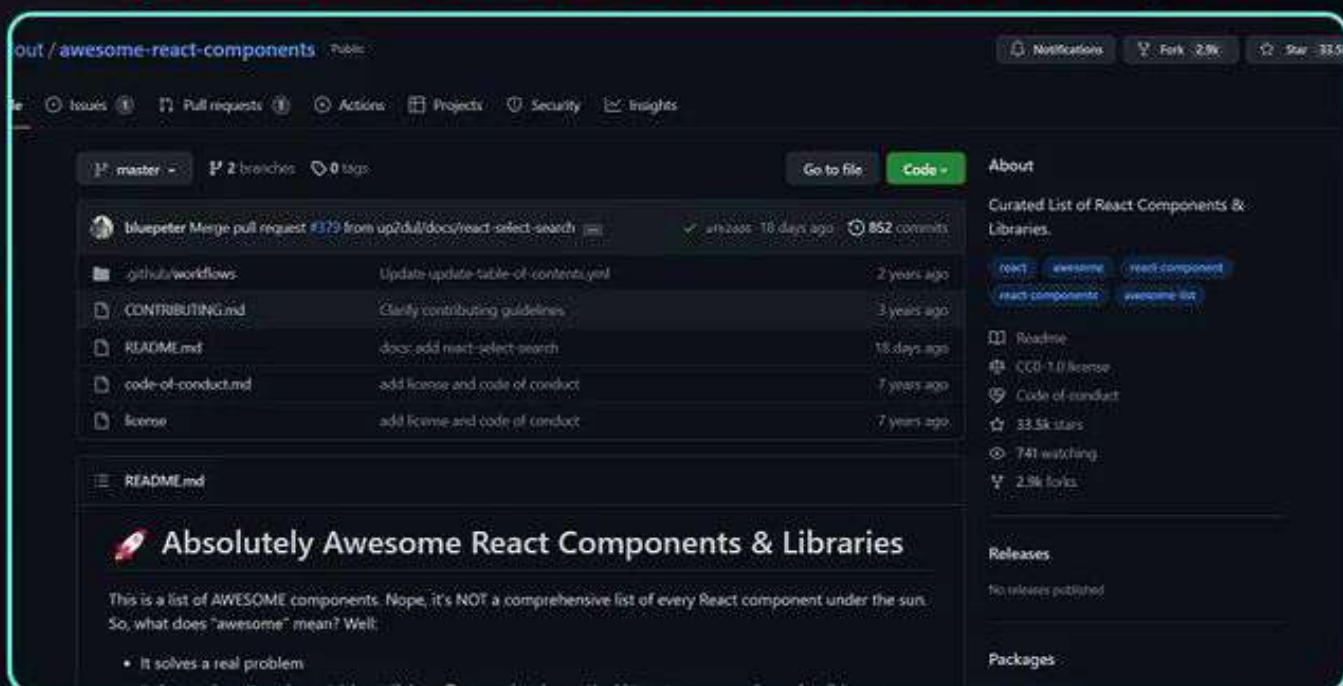 out / awesome-react-components Public
Notifications Fork 2.9k Star 33.5
Issues 1 Pull requests 1 Actions Projects Security Insights
master 2 branches 0 tags Go to file Code
bluepeter Merge pull request #379 from up2dul/docs/react-select-search 18 days ago 852 commits
.github/workflows Update update-table-of-contents.yml 2 years ago
CONTRIBUTING.md Clarify contributing guidelines 3 years ago
README.md docs: add react-select-search 18 days ago
code-of-conduct.md add license and code of conduct 7 years ago
license add license and code of conduct 7 years ago
README.md
🚀 Absolutely Awesome React Components & Libraries
This is a list of AWESOME components. Nope, it's NOT a comprehensive list of every React component under the sun.
So, what does "awesome" mean? Well:
• It solves a real problem
About
Curated List of React Components &
Libraries.
react awesome react-component
react-components awesome-list
Readme
CC0-1.0 license
Code of conduct
33.5k stars
741 watching
2.9k forks
Releases
No releases published
Packages